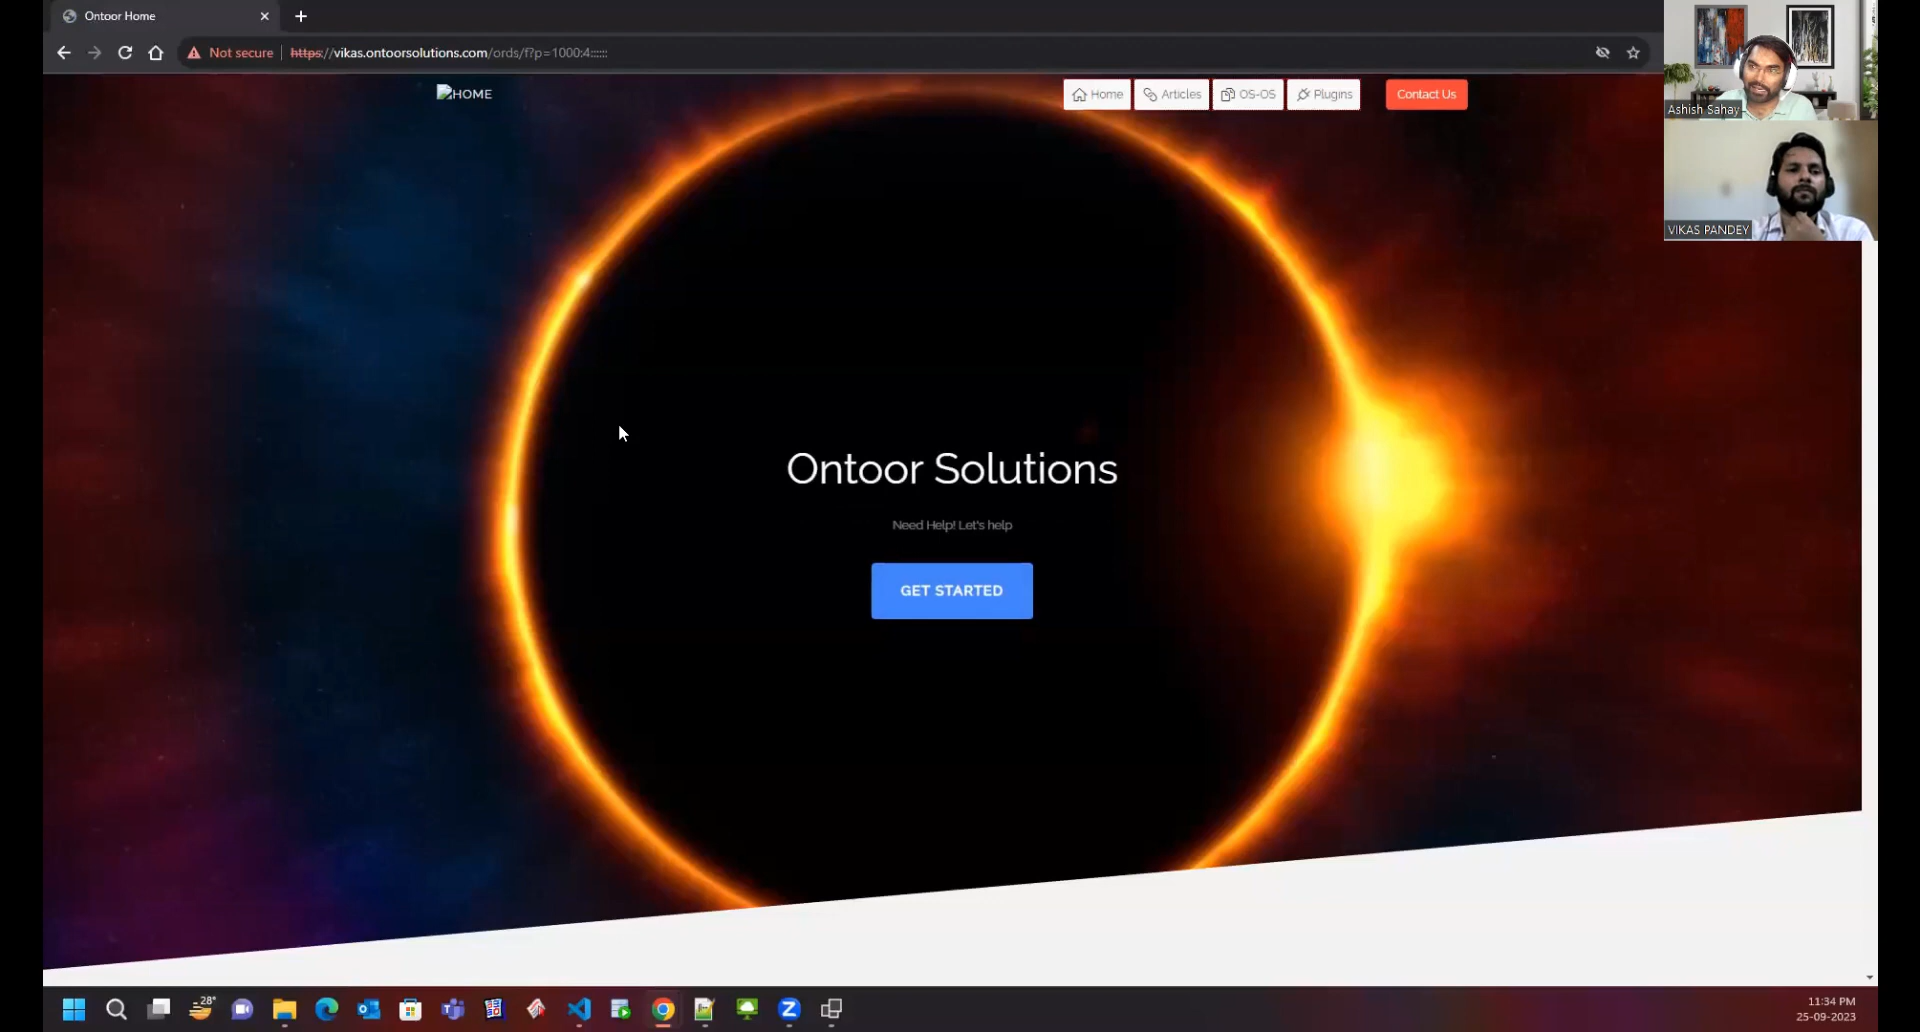 Ontoor Home
Not secure
https://vikas.ontoorsolutions.com/ords/f?p=1000:4::::::
HOME
Home
Articles
OS-OS
Plugins
Contact Us
Ashish Sahay
VIKAS PANDEY
Ontoor Solutions
Need Help! Let's help
GET STARTED
28°
11:34 PM
25-09-2023